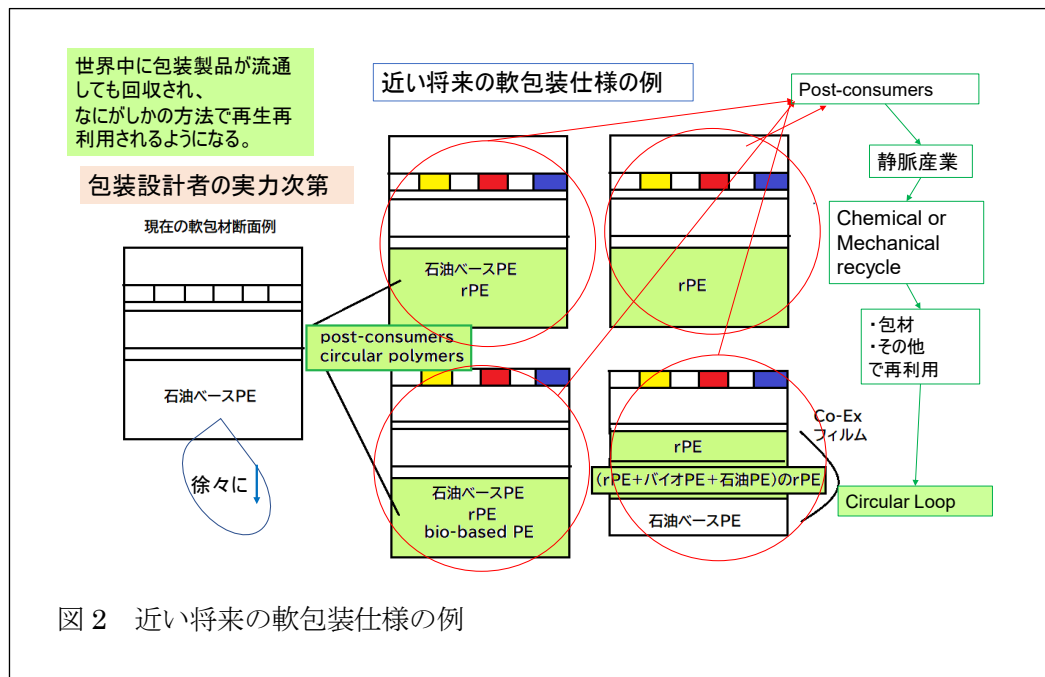 世界中に包装製品が流通
しても回収され、
なにがしかの方法で再生再
利用されるようになる。
近い将来の軟包装仕様の例
Post-consumers
包装設計者の実力次第
静脈産業
現在の軟包材断面例
Chemical or
Mechanical
recycle
石油ベースPE
rPE
rPE
post-consumers
circular polymers
・包材
・その他
で再利用
石油ベースPE
Co-Ex
フィルム
rPE
徐々に
(rPE+バイオPE+石油PE)のrPE
石油ベースPE
rPE
bio-based PE
石油ベースPE
Circular Loop
図 2 近い将来の軟包装仕様の例